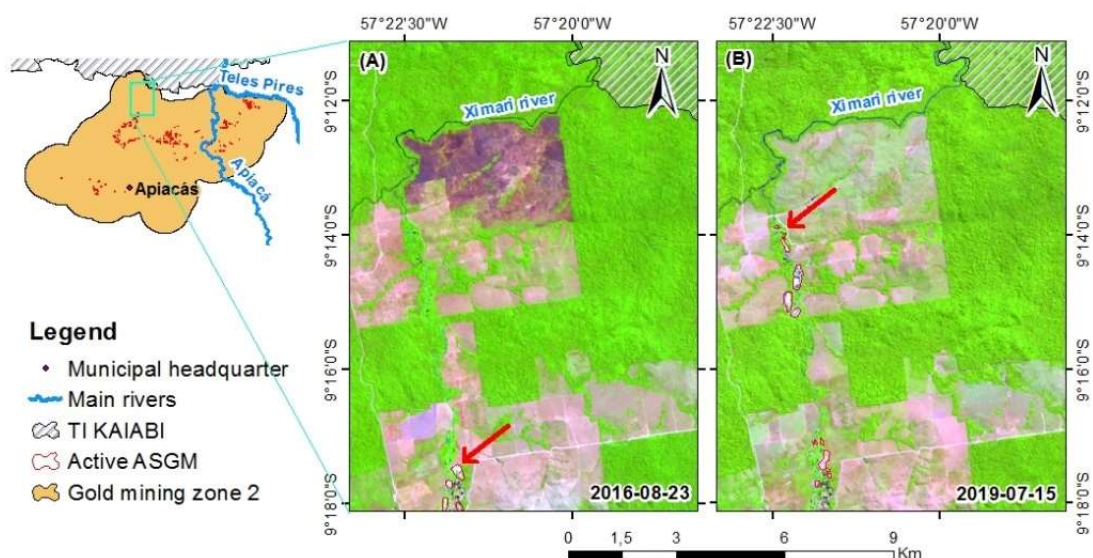 57°22'30"W
57°20'0"W
57°22'30"W
57°20'0"W
(A)
N
(B)
N
Teles Pires
Apiacá
Apiacás
Ximari river
Ximari river
9°12'0"S
9°14'0"S
9°16'0"S
9°18'0"S
9°12'0"S
9°14'0"S
9°16'0"S
9°18'0"S
2016-08-23
2019-07-15
Legend
Municipal headquarter
Main rivers
TI KAIABI
Active ASGM
Gold mining zone 2
0
1,5
3
6
9
Km